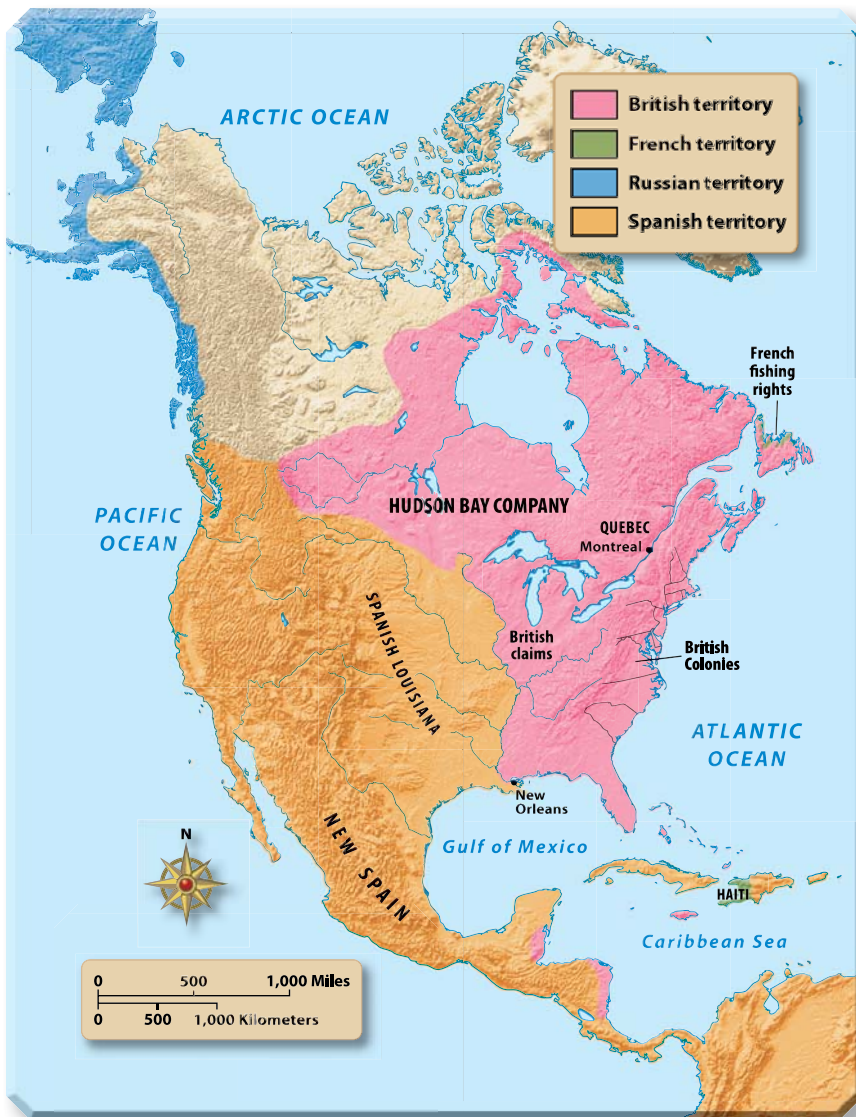 ARCTIC OCEAN
British territory
French territory
Russian territory
Spanish territory
French
fishing
rights
PACIFIC
OCEAN
HUDSON BAY COMPANY
QUEBEC
Montreal
SPANISH LOUISIANA
British
claims
British
Colonies
ATLANTIC
OCEAN
New
Orleans
NEW SPAIN
Gulf of Mexico
N
HAITI
Caribbean Sea
0 500 1,000 Miles
0 500 1,000 Kilometers